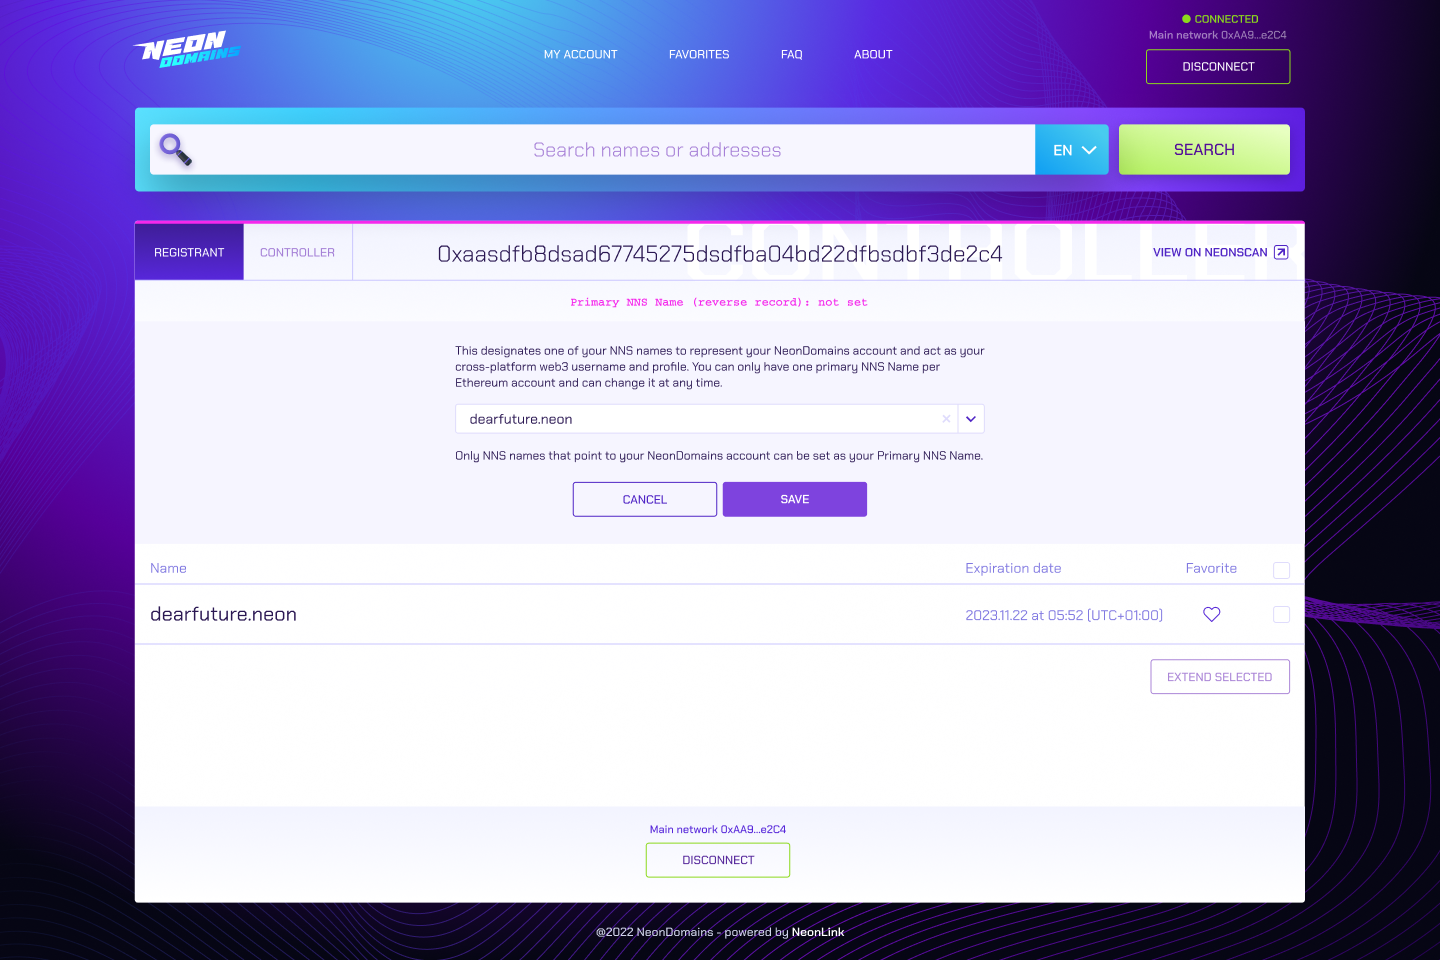 NEON
DOMAINS
MY ACCOUNT
FAVORITES
FAQ
ABOUT
CONNECTED
Main network 0xAA9...e2C4
DISCONNECT
Search names or addresses
EN
SEARCH
REGISTRANT
CONTROLLER
CONTROLLER
0xaasdfb8dsad67745275dsdfba04bd22dfbsdbf3de2c4
VIEW ON NEONSCAN
Primary NNS Name (reverse record): not set
This designates one of your NNS names to represent your NeonDomains account and act as your
cross-platform web3 username and profile. You can only have one primary NNS Name per
Ethereum account and can change it at any time.
dearfuture.neon
Only NNS names that point to your NeonDomains account can be set as your Primary NNS Name.
CANCEL
SAVE
Name
Expiration date
Favorite
dearfuture.neon
2023.11.22 at 05:52 (UTC+01:00)
EXTEND SELECTED
Main network 0xAA9...e2C4
DISCONNECT
@2022 NeonDomains - powered by NeonLink